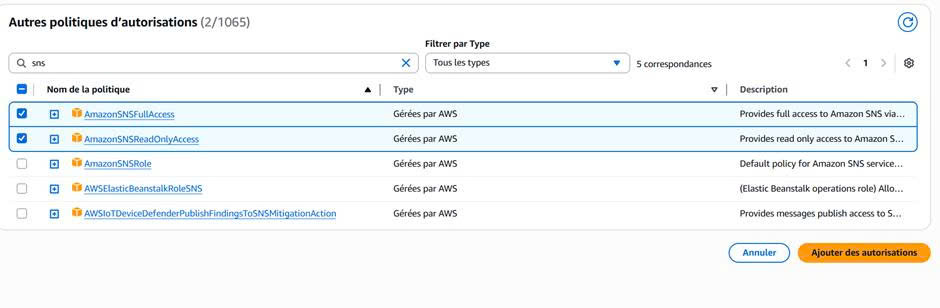 Autres politiques d’autorisations (2/1065)
Filtrer par Type
sns
Tous les types
5 correspondances
1
Nom de la politique
Type
Description
AmazonSNSFullAccess Gérées par AWS Provides full access to Amazon SNS via...
AmazonSNSReadOnlyAccess Gérées par AWS Provides read only access to Amazon S...
AmazonSNSRole Gérées par AWS Default policy for Amazon SNS service...
AWSElasticBeanstalkRoleSNS Gérées par AWS (Elastic Beanstalk operations role) Allo...
AWSIoTDeviceDefenderPublishFindingsToSNSMitigationAction Gérées par AWS Provides messages publish access to S...
Annuler
Ajouter des autorisations